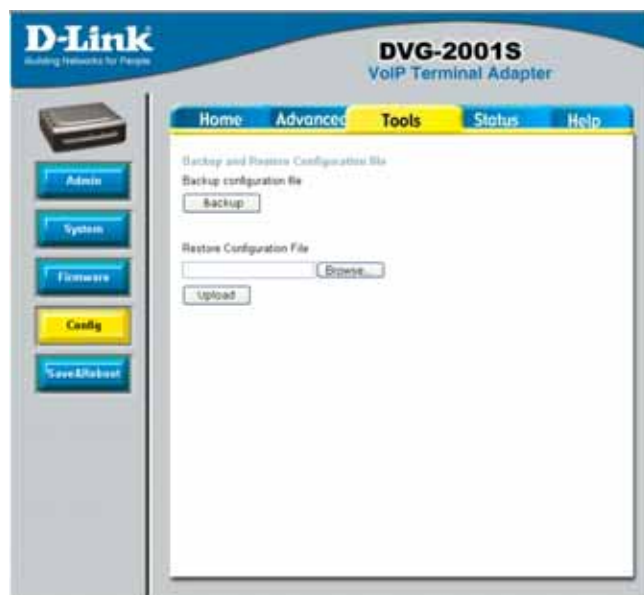 D-Link
Building Networks for People
DVG-2001S
VoIP Terminal Adapter
Home Advanced Tools Status Help
Admin
System
Firmware
Config
Save&Reboot
Backup and Restore Configuration file
Backup configuration file
Backup
Restore Configuration File
Browse...
Upload